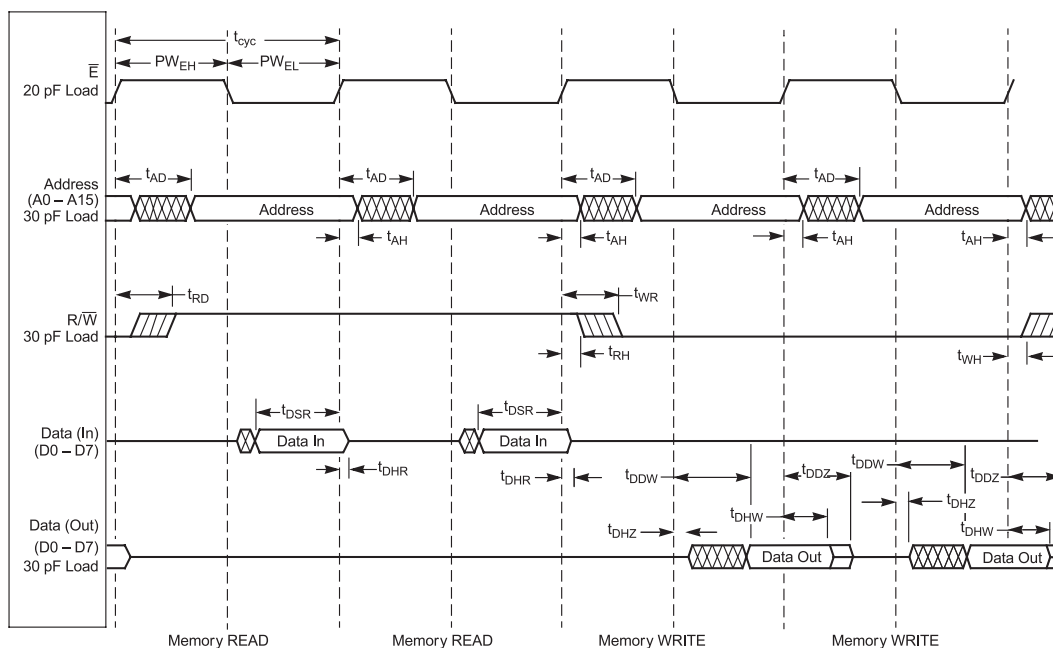 t_cyc
PW_EH PW_EL
E̅
20 pF Load
t_AD t_AD t_AD t_AD
Address
(A0 – A15)
30 pF Load
Address Address Address Address
t_AH t_AH t_AH t_AH
t_RD t_WR
R/W̅
30 pF Load
t_RH t_WH
t_DSR t_DSR
Data (In)
(D0 – D7)
Data In Data In
t_DHR t_DHR t_DDW t_DDZ t_DDW t_DDZ
t_DHZ t_DHW t_DHZ t_DHW
Data (Out)
(D0 – D7)
30 pF Load
Data Out Data Out
Memory READ Memory READ Memory WRITE Memory WRITE